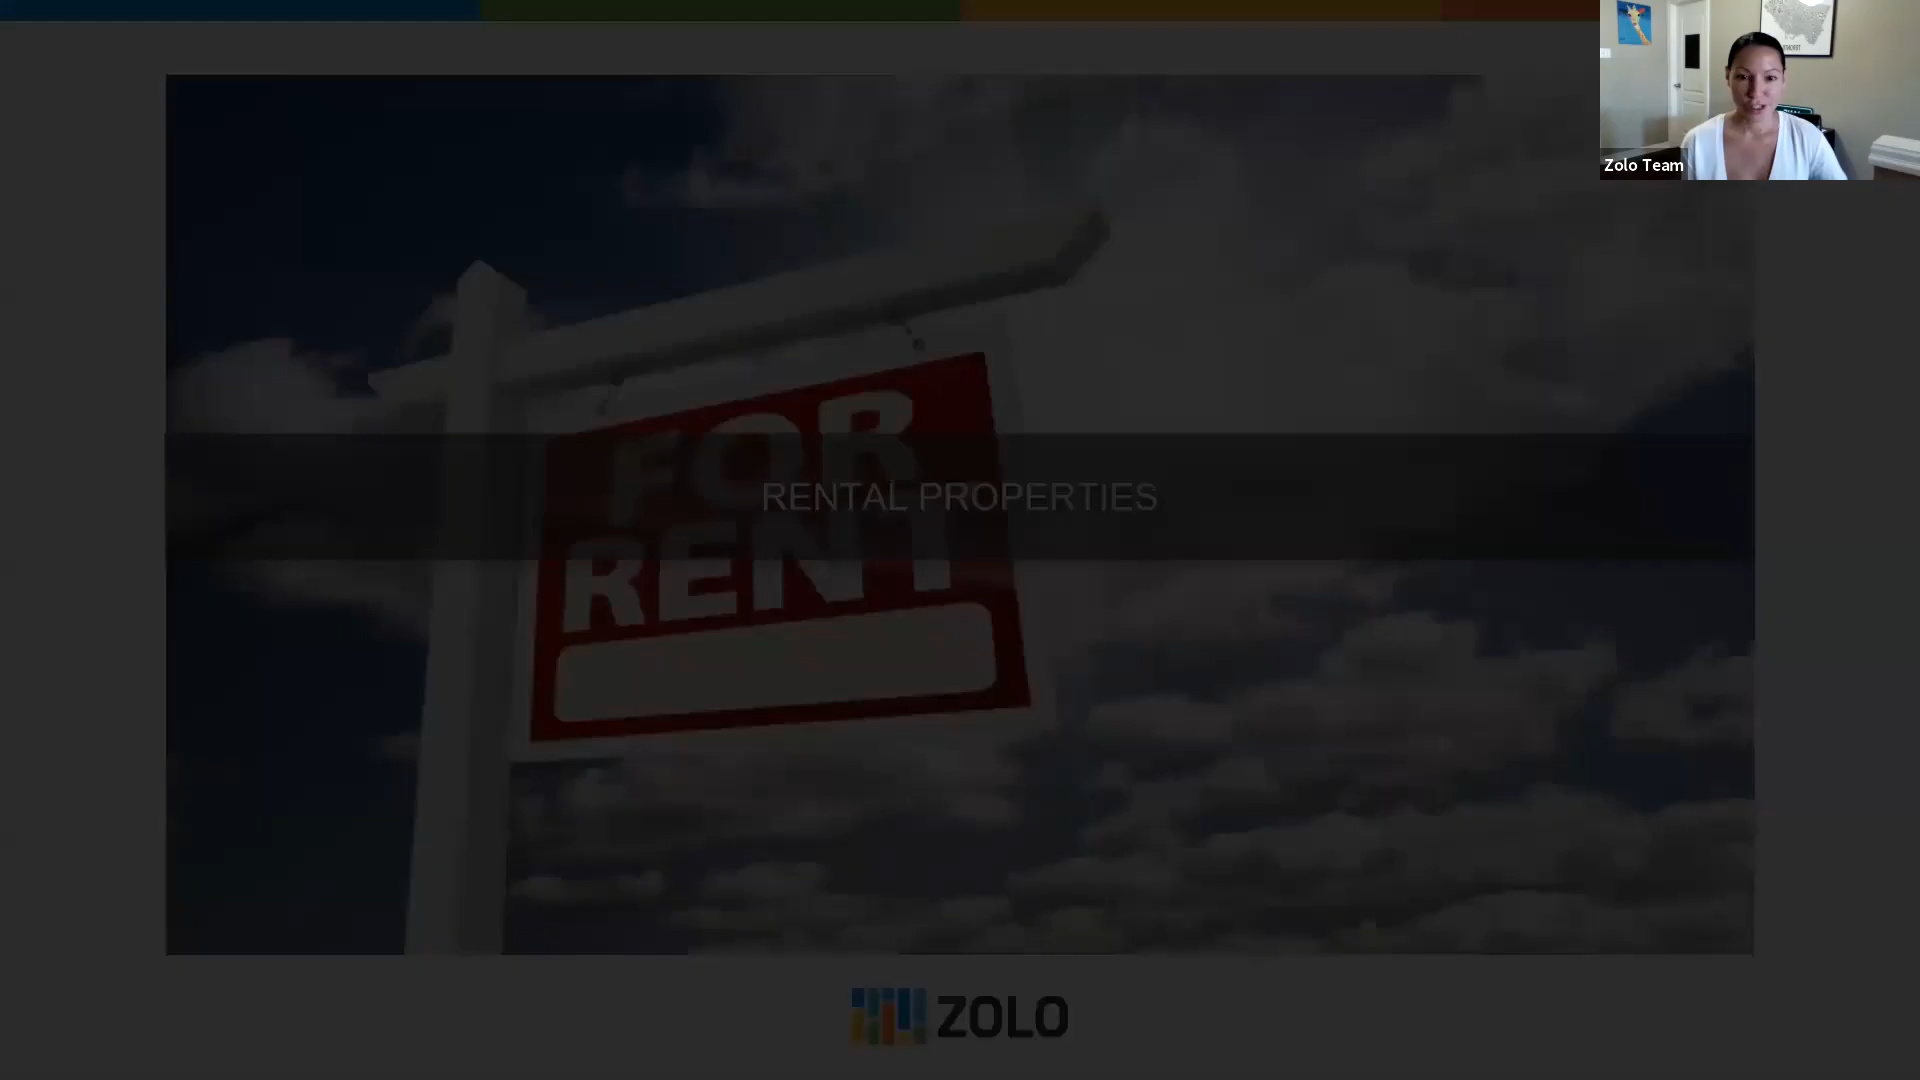 Zolo Team
FOR
RENT
RENTAL PROPERTIES
ZOLO